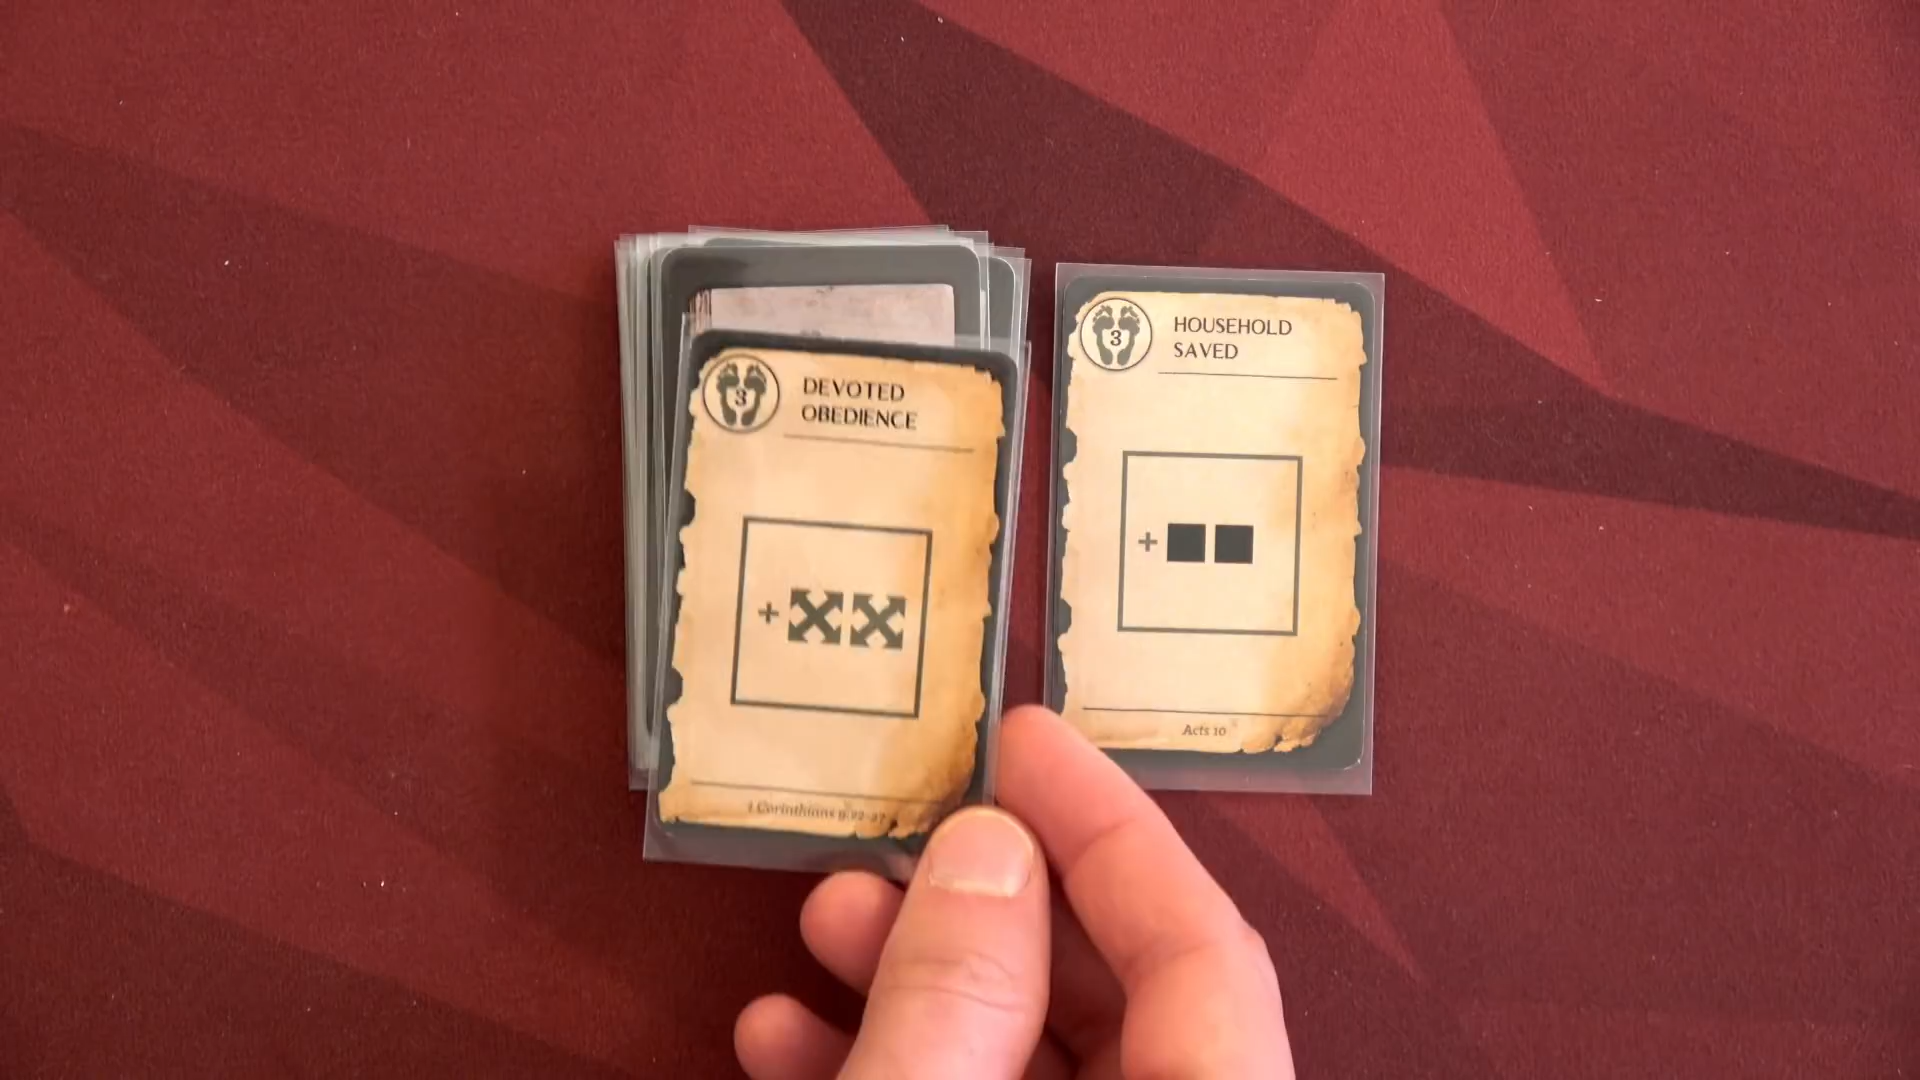 3
DEVOTED
OBEDIENCE
+
1 Corinthians 9:22-27
3
HOUSEHOLD
SAVED
+
Acts 10